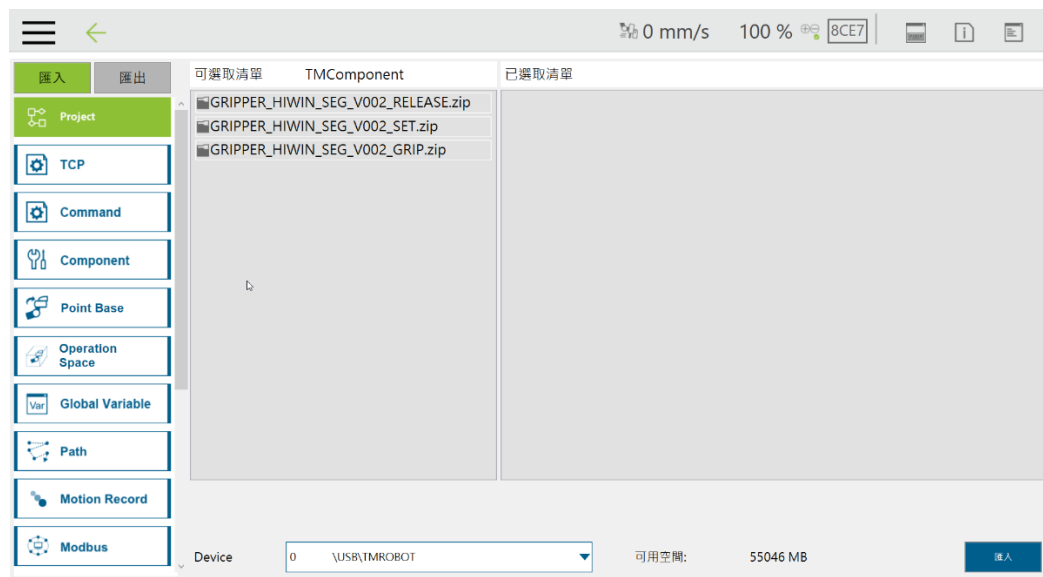 0 mm/s 100 % 8CE7
匯入 匯出
可選取清單 TMComponent 已選取清單
Project
TCP
Command
Component
Point Base
Operation
Space
Var Global Variable
Path
Motion Record
Modbus
GRIPPER_HIWIN_SEG_V002_RELEASE.zip
GRIPPER_HIWIN_SEG_V002_SET.zip
GRIPPER_HIWIN_SEG_V002_GRIP.zip
Device 0 \USB\TMROBOT 可用空間: 55046 MB 匯入